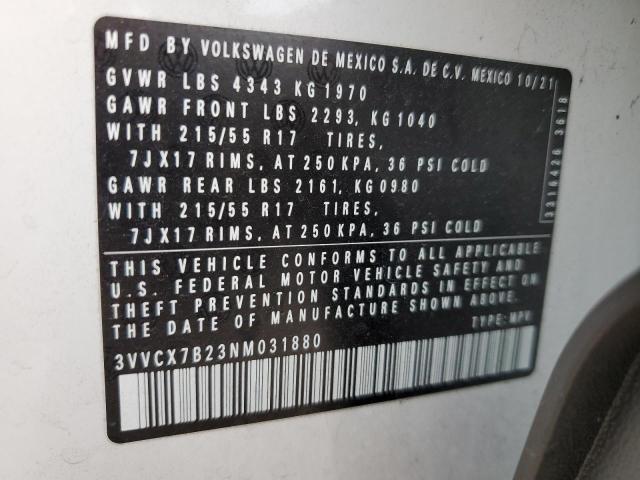 MFD BY VOLKSWAGEN DE MEXICO S.A. DE C.V. MEXICO 10/21
GVWR LBS 4343 KG 1970
GAWR FRONT LBS 2293, KG 1040
WITH 215/55 R17 TIRES,
7JX17 RIMS, AT 250 KPA, 36 PSI COLD
GAWR REAR LBS 2161, KG 0980
WITH 215/55 R17 TIRES,
7JX17 RIMS, AT 250 KPA, 36 PSI COLD
3316426 3618
THIS VEHICLE CONFORMS TO ALL APPLICABLE
U.S. FEDERAL MOTOR VEHICLE SAFETY AND
THEFT PREVENTION STANDARDS IN EFFECT ON
THE DATE OF MANUFACTURE SHOWN ABOVE.
TYPE: MPV
3VVCX7B23NM031880